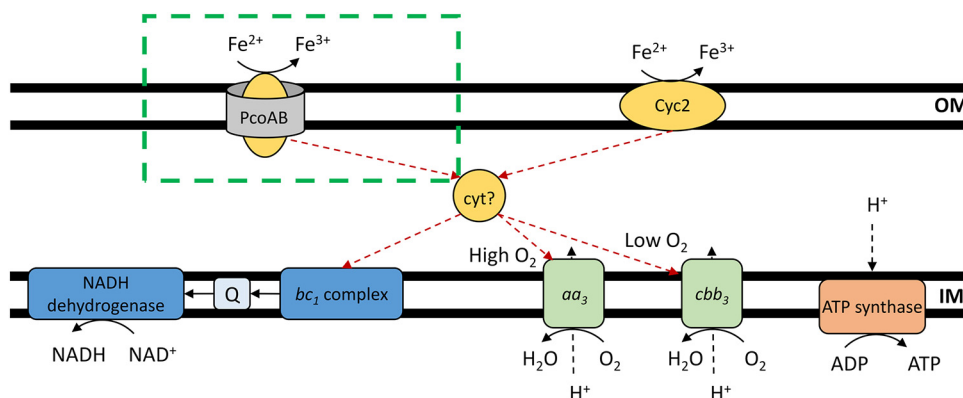 Fe²⁺ Fe³⁺ Fe²⁺ Fe³⁺
PcoAB Cyc2 OM
cyt?
H⁺
High O₂ Low O₂
NADH dehydrogenase
Q
bc₁ complex
aa₃
cbb₃
ATP synthase
IM
NADH NAD⁺
H₂O O₂
H⁺
H₂O O₂
H⁺
ADP ATP